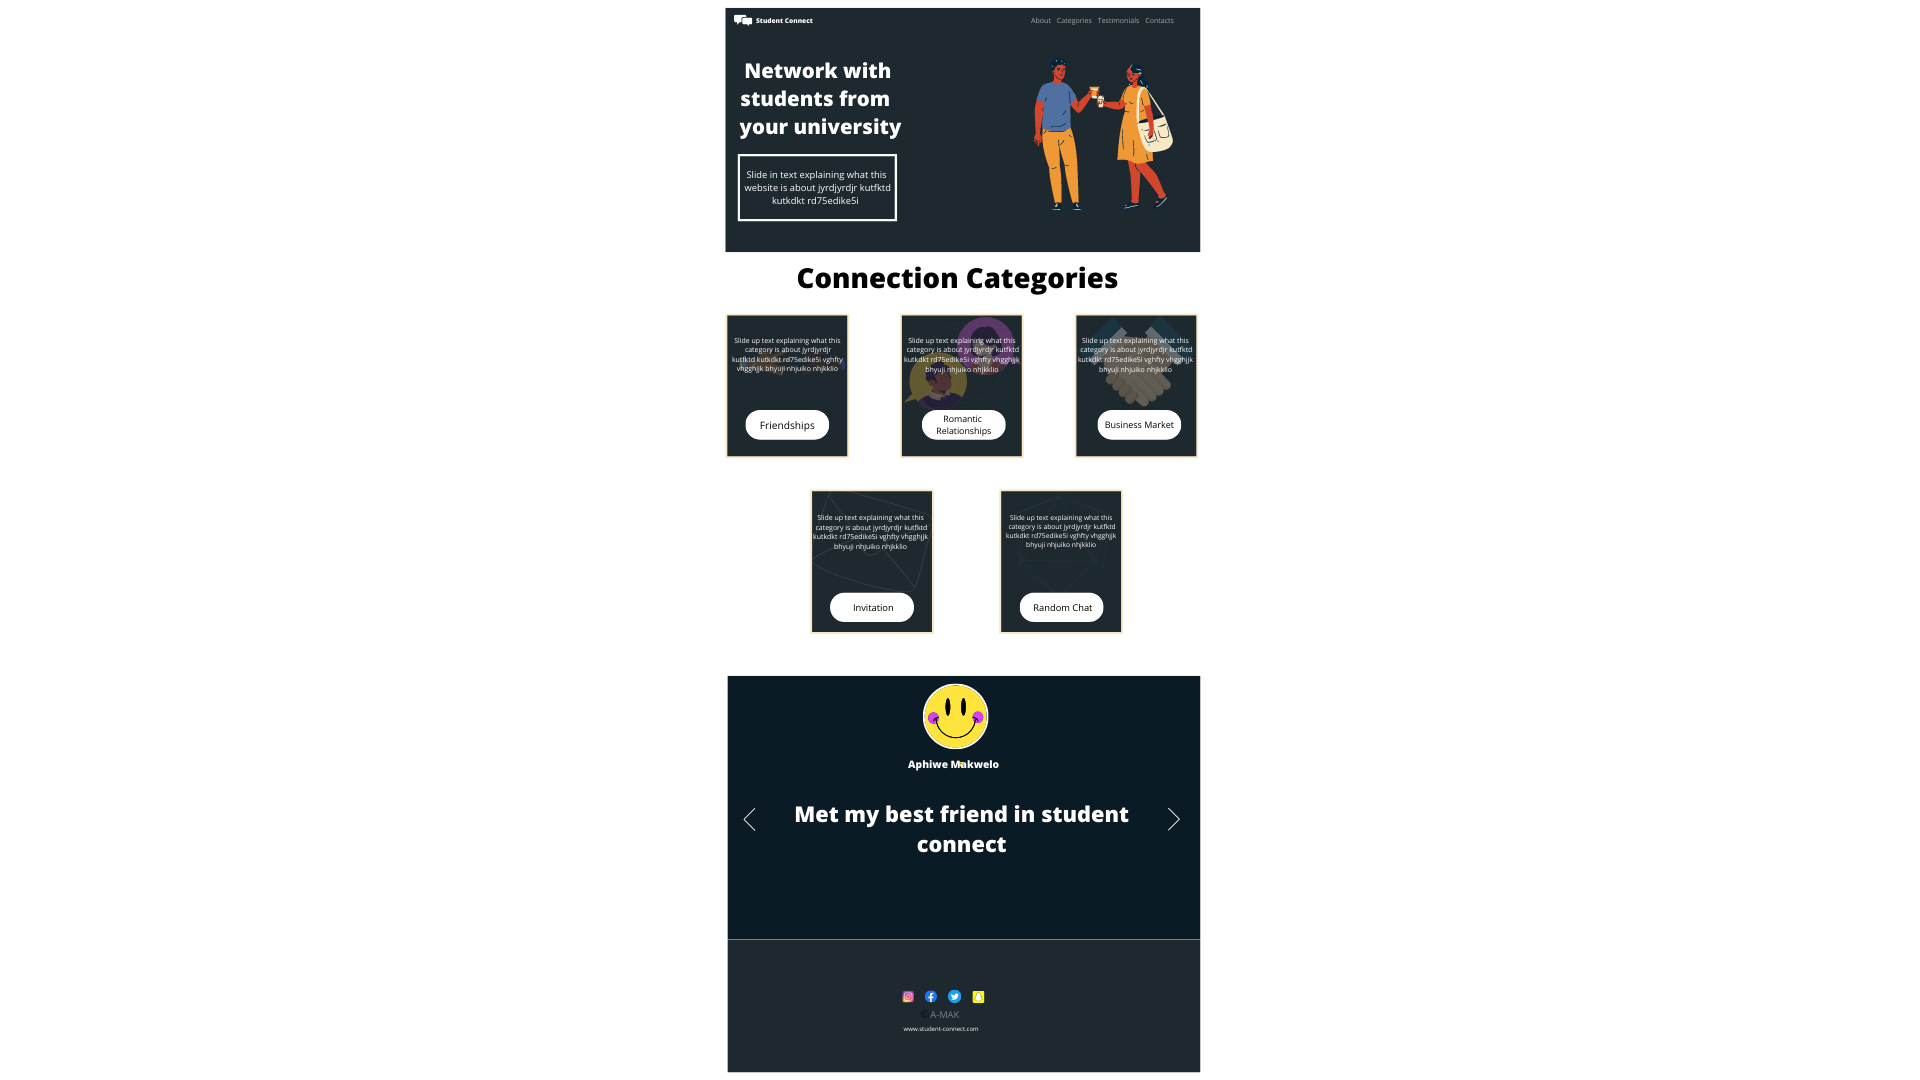 Student Connect
About Categories Testimonials Contacts
Network with
students from
your university
Slide in text explaining what this
website is about jyrdjyrdjr kutfktd
kutkdkt rd75edike5i
Connection Categories
Slide up text explaining what this
category is about jyrdjyrdjr
kutfktd kutkdkt rd75edike5i vghfty
vhgghjjk bhyuji nhjuiko nhjkklio
Friendships
Slide up text explaining what this
category is about jyrdjyrdjr kutfktd
kutkdkt rd75edike5i vghfty vhgghjjk
bhyuji nhjuiko nhjkklio
Romantic
Relationships
Slide up text explaining what this
category is about jyrdjyrdjr kutfktd
kutkdkt rd75edike5i vghfty vhgghjjk
bhyuji nhjuiko nhjkklio
Business Market
Slide up text explaining what this
category is about jyrdjyrdjr kutfktd
kutkdkt rd75edike5i vghfty vhgghjjk
bhyuji nhjuiko nhjkklio
Invitation
Slide up text explaining what this
category is about jyrdjyrdjr kutfktd
kutkdkt rd75edike5i vghfty vhgghjjk
bhyuji nhjuiko nhjkklio
Random Chat
Aphiwe Makwelo
Met my best friend in student
connect
©A-MAK
www.student-connect.com